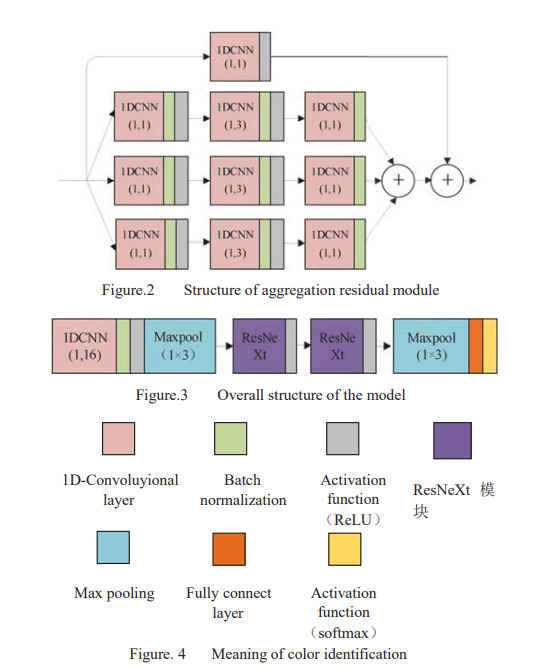 1DCNN
(1,1)
1DCNN
(1,1)
1DCNN
(1,3)
1DCNN
(1,1)
1DCNN
(1,1)
1DCNN
(1,3)
1DCNN
(1,1)
+
+
1DCNN
(1,1)
1DCNN
(1,3)
1DCNN
(1,1)
Figure.2 Structure of aggregation residual module
1DCNN
(1,16)
Maxpool
（1×3）
ResNe
Xt
ResNe
Xt
Maxpool
(1×3)
Figure.3 Overall structure of the model
1D-Convoluyional
layer
Batch
normalization
Activation
function
（ReLU）
ResNeXt 模
块
Max pooling
Fully connect
layer
Activation
function
（softmax）
Figure. 4 Meaning of color identification